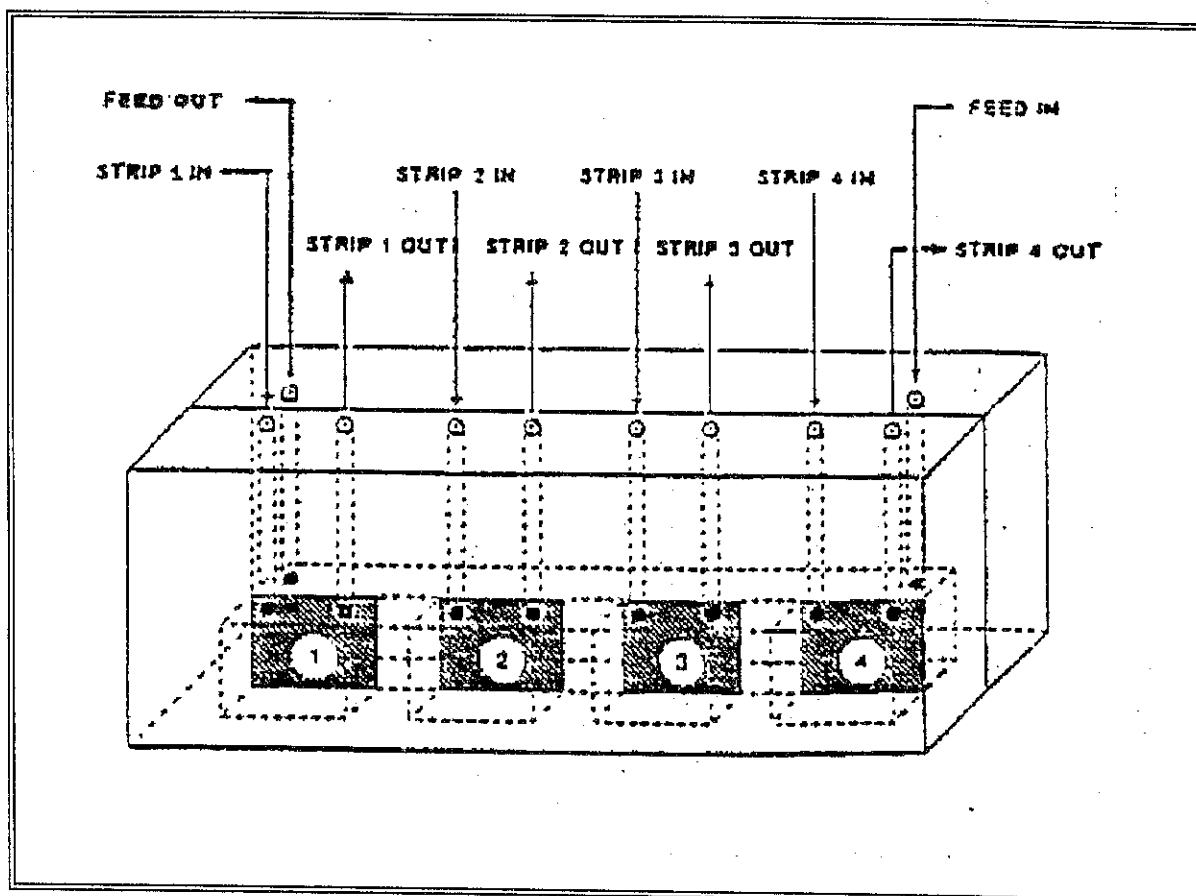 FEED OUT
FEED IN
STRIP 1 IN
STRIP 2 IN
STRIP 3 IN
STRIP 4 IN
STRIP 1 OUT
STRIP 2 OUT
STRIP 3 OUT
STRIP 4 OUT
1
2
3
4